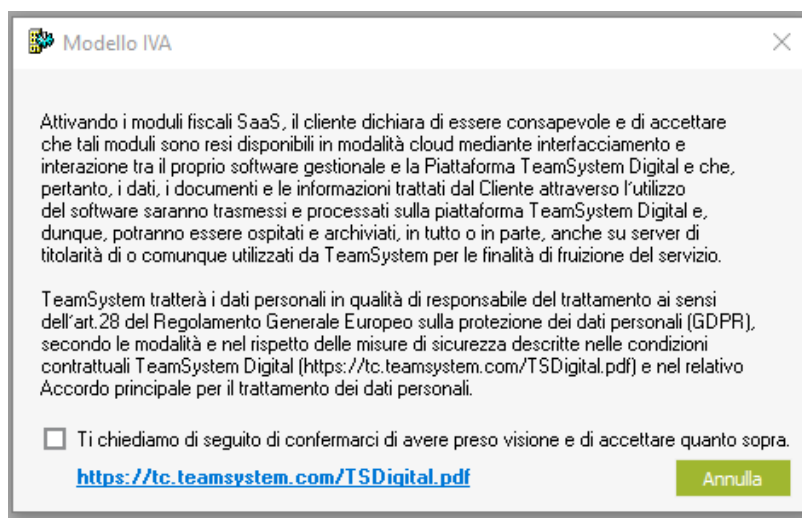 Modello IVA
Attivando i moduli fiscali SaaS, il cliente dichiara di essere consapevole e di accettare
che tali moduli sono resi disponibili in modalità cloud mediante interfacciamento e
interazione tra il proprio software gestionale e la Piattaforma TeamSystem Digital e che,
pertanto, i dati, i documenti e le informazioni trattati dal Cliente attraverso l'utilizzo
del software saranno trasmessi e processati sulla piattaforma TeamSystem Digital e,
dunque, potranno essere ospitati e archiviati, in tutto o in parte, anche su server di
titolarità di o comunque utilizzati da TeamSystem per le finalità di fruizione del servizio.
TeamSystem tratterà i dati personali in qualità di responsabile del trattamento ai sensi
dell'art.28 del Regolamento Generale Europeo sulla protezione dei dati personali (GDPR),
secondo le modalità e nel rispetto delle misure di sicurezza descritte nelle condizioni
contrattuali TeamSystem Digital (https://tc.teamsystem.com/TSDigital.pdf) e nel relativo
Accordo principale per il trattamento dei dati personali.
Ti chiediamo di seguito di confermarci di avere preso visione e di accettare quanto sopra.
https://tc.teamsystem.com/TSDigital.pdf
Annulla